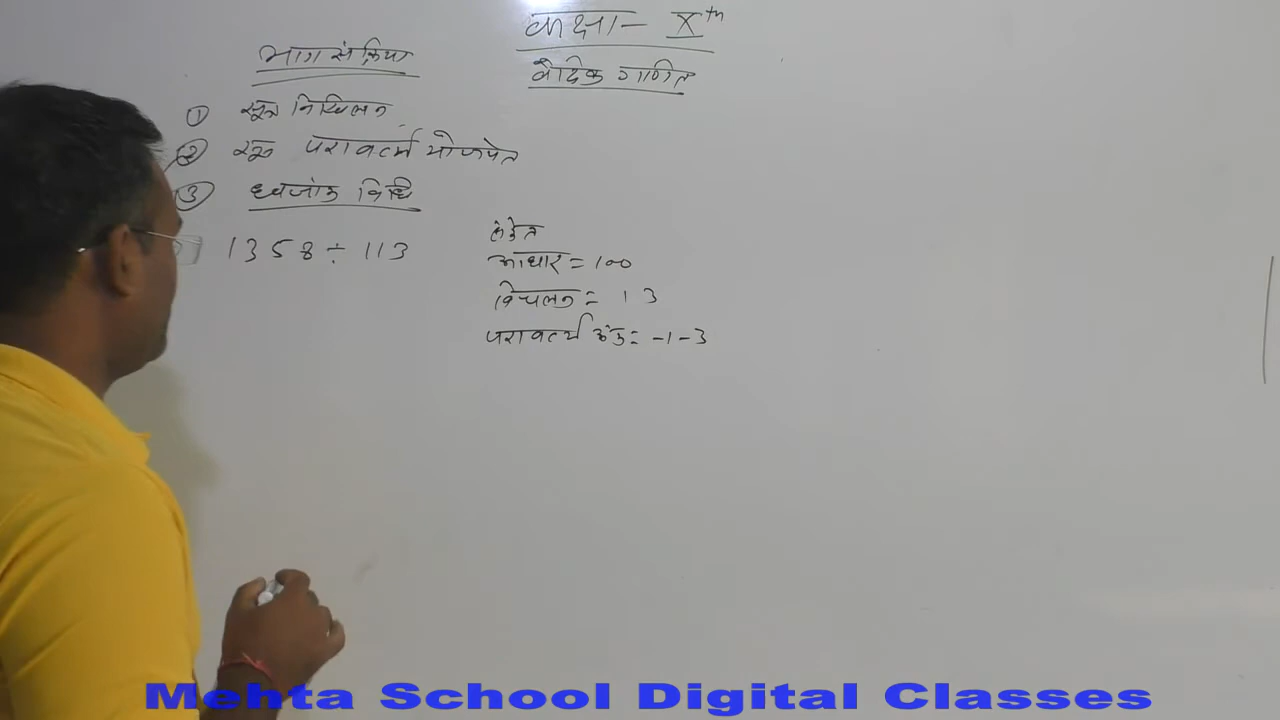 कक्षा - Xth
वैदिक गणित
भाग संक्रिया
① सूत्र निखिलम
② सूत्र परावर्त्य योजयेत
③ ध्वजांक विधि
1358 ÷ 113
संकेत
आधार = 100
विचलन = 13
परावर्त्य अंक = -1-3
Mehta School Digital Classes